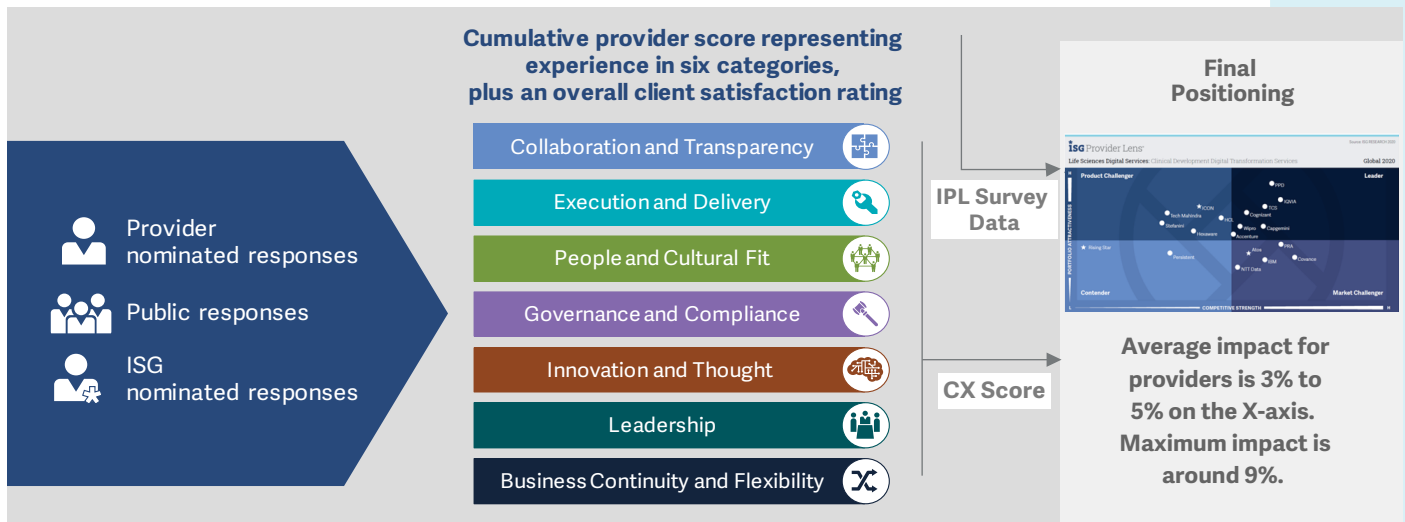 Cumulative provider score representing
experience in six categories,
plus an overall client satisfaction rating
Provider
nominated responses
Public responses
ISG
nominated responses
Collaboration and Transparency
Execution and Delivery
People and Cultural Fit
Governance and Compliance
Innovation and Thought
Leadership
Business Continuity and Flexibility
IPL Survey
Data
CX Score
Final
Positioning
ISG Provider Lens
Source: ISG RESEARCH 2020
Life Sciences Digital Services: Clinical Development Digital Transformation Services
Global 2020
Product Challenger
Leader
PPD
IQVIA
ICON
TCS
Tech Mahindra
Cognizant
HCL
Stefanini
Wipro
Capgemini
Hexaware
Accenture
Rising Star
PRA
Atos
Persistent
IBM
Covance
NTT Data
Contender
Market Challenger
PORTFOLIO ATTRACTIVENESS
H
L
COMPETITIVE STRENGTH
H
Average impact for
providers is 3% to
5% on the X-axis.
Maximum impact is
around 9%.